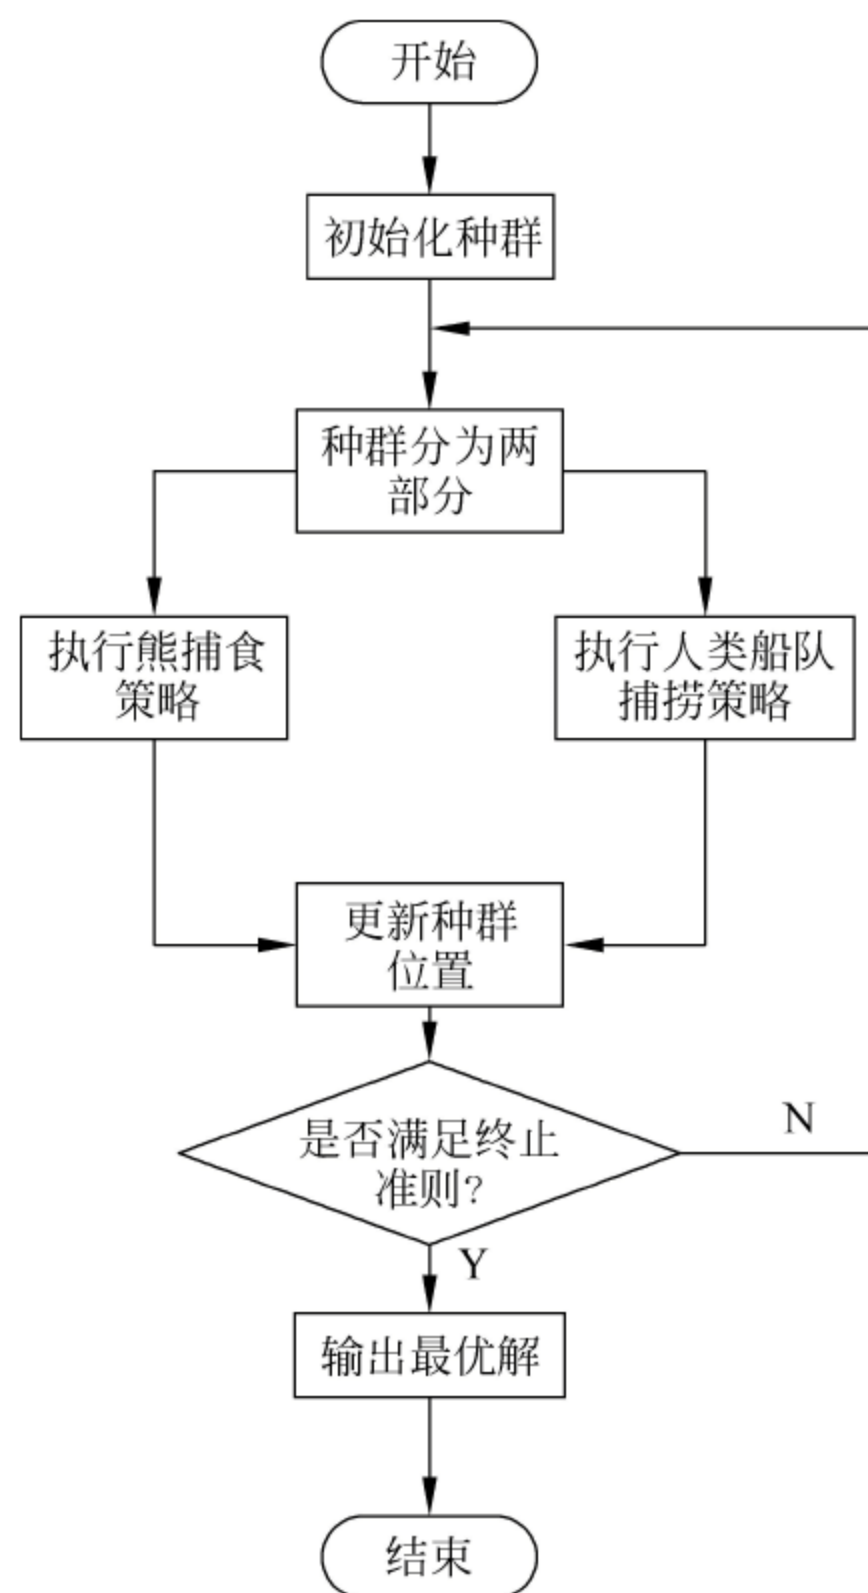 开始
初始化种群
种群分为两
部分
执行熊捕食
策略
执行人类船队
捕捞策略
更新种群
位置
是否满足终止
准则?
N
Y
输出最优解
结束